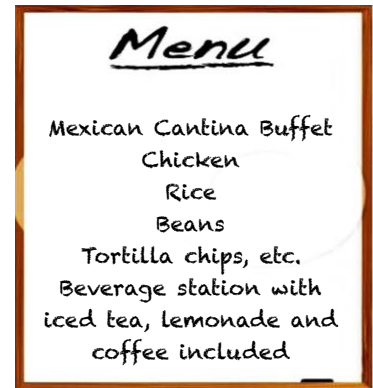 Menu
Mexican Cantina Buffet
Chicken
Rice
Beans
Tortilla chips, etc.
Beverage station with
iced tea, lemonade and
coffee included